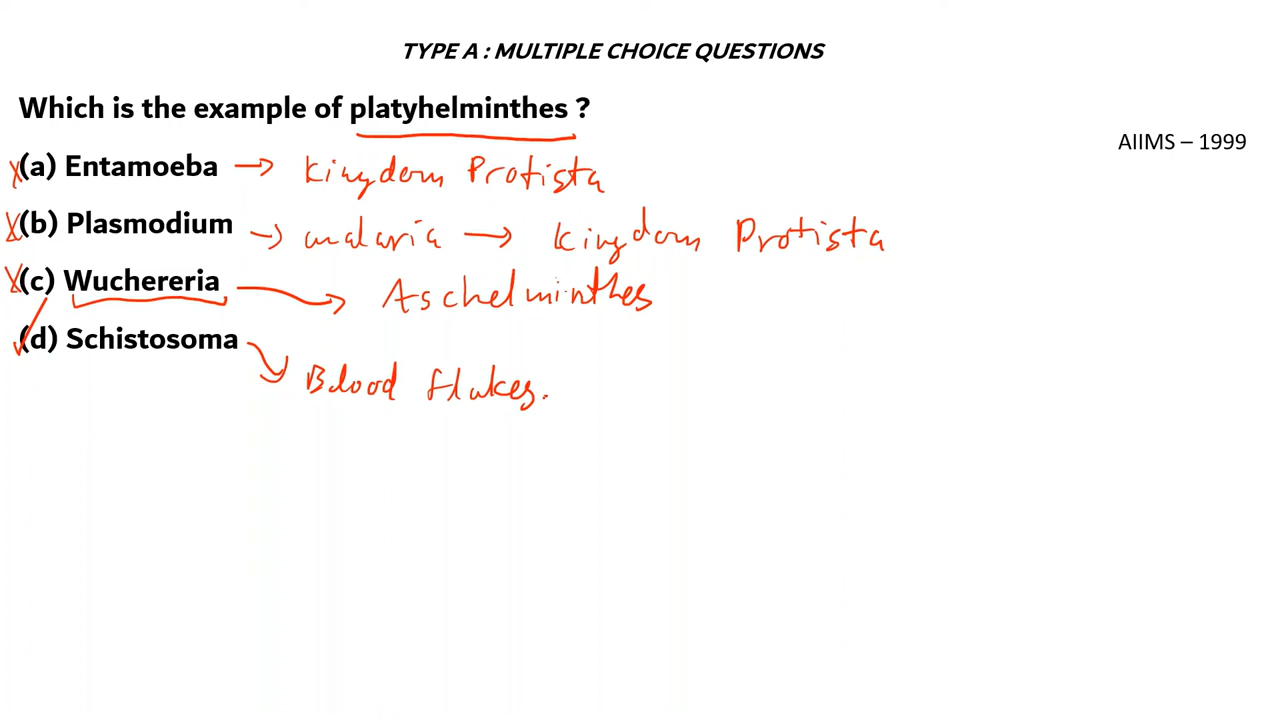 TYPE A : MULTIPLE CHOICE QUESTIONS
Which is the example of platyhelminthes ?
AIIMS – 1999
(a) Entamoeba → Kingdom Protista
(b) Plasmodium → malaria → Kingdom Protista
(c) Wuchereria → Aschelminthes
(d) Schistosoma
Blood flukes.